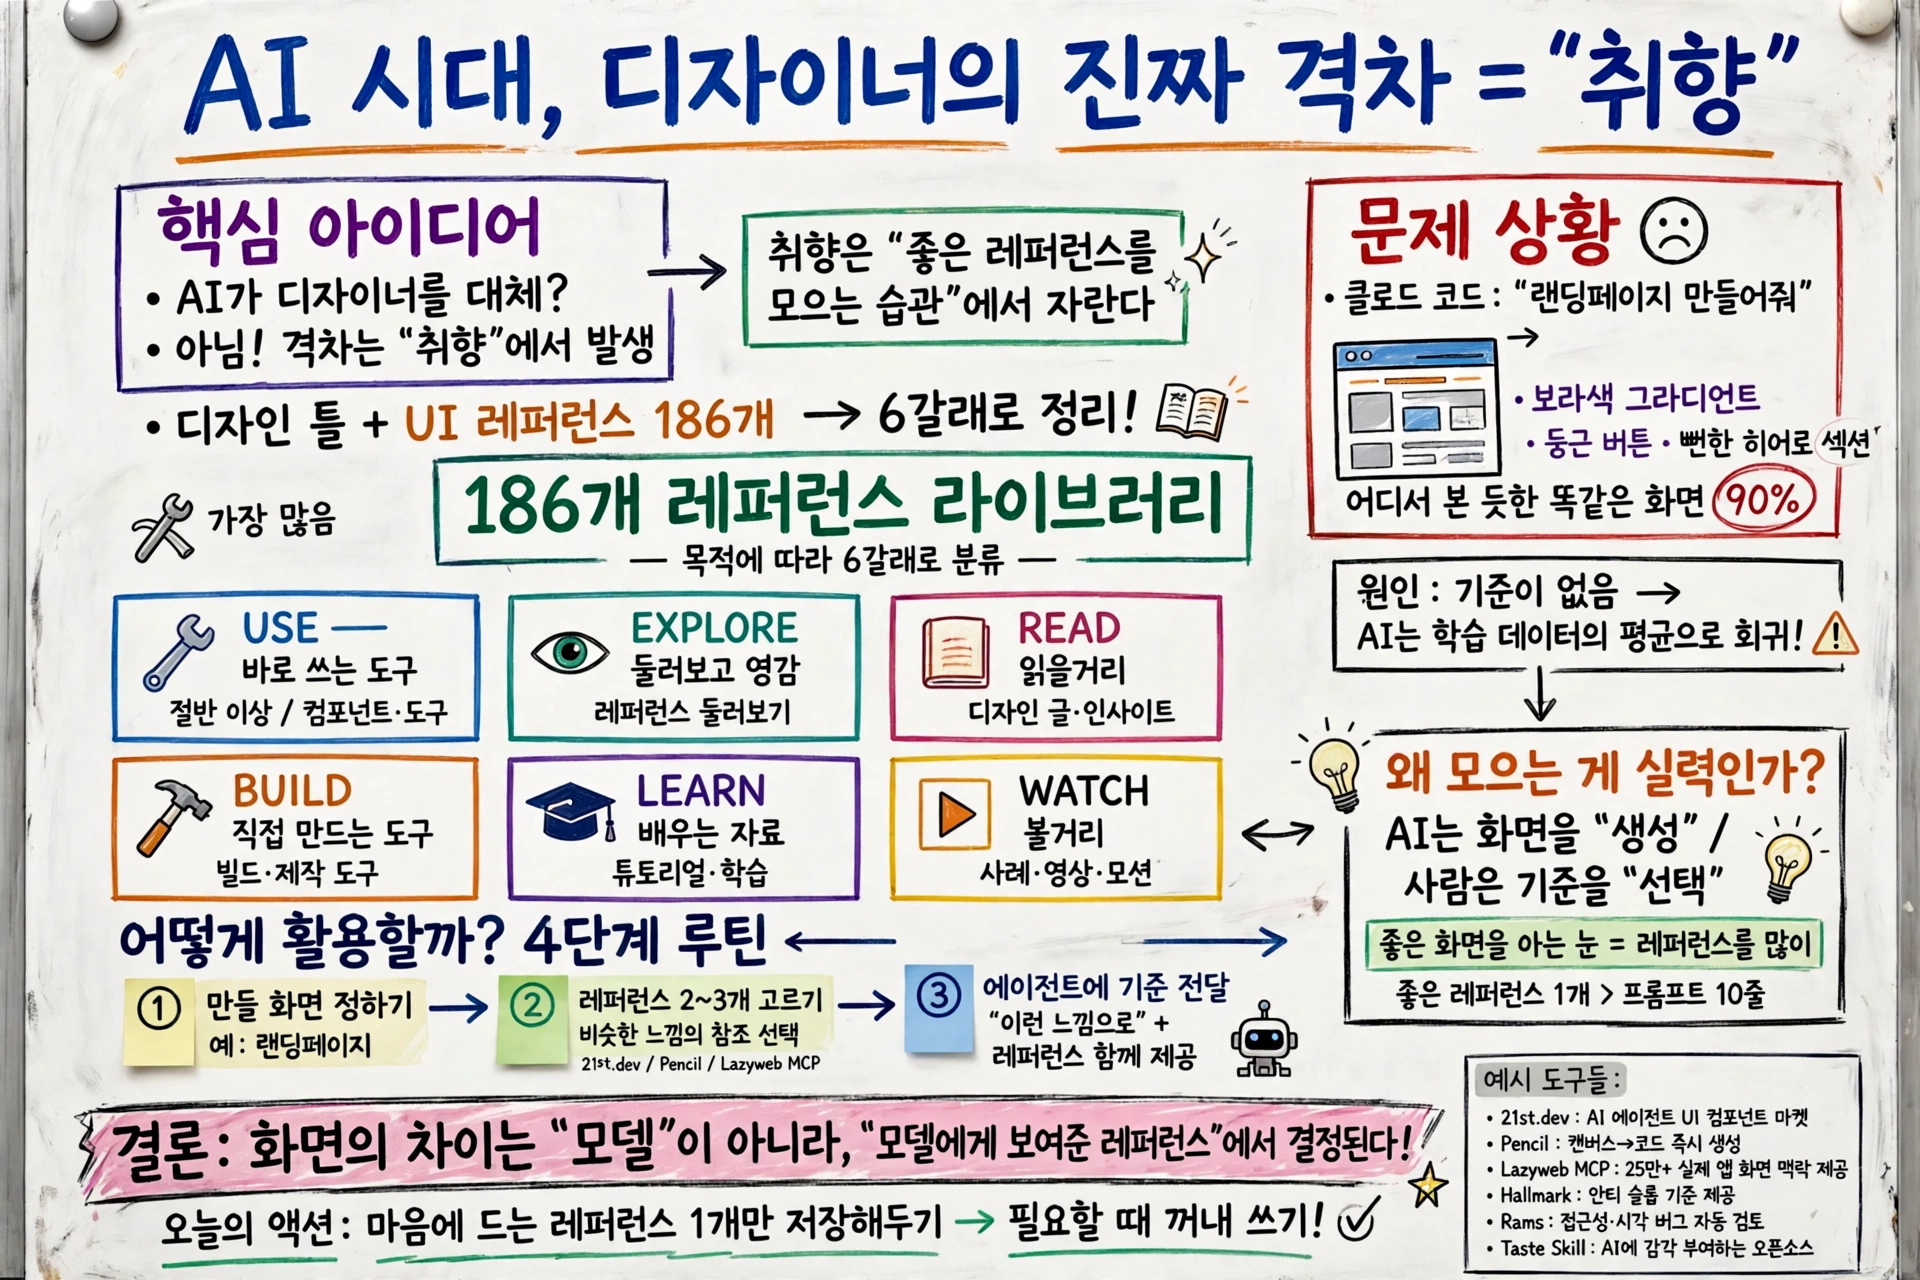 AI 시대, 디자이너의 진짜 격차 = “취향”
핵심 아이디어
• AI가 디자이너를 대체?
• 아님! 격차는 “취향”에서 발생
취향은 “좋은 레퍼런스를
모으는 습관”에서 자란다
• 디자인 틀 + UI 레퍼런스 186개 → 6갈래로 정리!
문제 상황
• 클로드 코드 : “랜딩페이지 만들어줘”
→
• 보라색 그라디언트
• 둥근 버튼 • 뻔한 히어로 섹션
어디서 본 듯한 똑같은 화면 90%
원인 : 기준이 없음 →
AI는 학습 데이터의 평균으로 회귀!
가장 많음
186개 레퍼런스 라이브러리
— 목적에 따라 6갈래로 분류 —
USE —
바로 쓰는 도구
절반 이상 / 컴포넌트·도구
EXPLORE
둘러보고 영감
레퍼런스 둘러보기
READ
읽을거리
디자인 글·인사이트
BUILD
직접 만드는 도구
빌드·제작 도구
LEARN
배우는 자료
튜토리얼·학습
WATCH
볼거리
사례·영상·모션
왜 모으는 게 실력인가?
AI는 화면을 “생성” /
사람은 기준을 “선택”
좋은 화면을 아는 눈 = 레퍼런스를 많이
좋은 레퍼런스 1개 > 프롬프트 10줄
어떻게 활용할까? 4단계 루틴
①
만들 화면 정하기
예 : 랜딩페이지
②
레퍼런스 2~3개 고르기
비슷한 느낌의 참조 선택
21st.dev / Pencil / Lazyweb MCP
③
에이전트에 기준 전달
“이런 느낌으로” +
레퍼런스 함께 제공
예시 도구들 :
• 21st.dev : AI 에이전트 UI 컴포넌트 마켓
• Pencil : 캔버스→코드 즉시 생성
• Lazyweb MCP : 25만+ 실제 앱 화면 맥락 제공
• Hallmark : 안티 슬롭 기준 제공
• Rams : 접근성·시각 버그 자동 검토
• Taste Skill : AI에 감각 부여하는 오픈소스
결론 : 화면의 차이는 “모델”이 아니라, “모델에게 보여준 레퍼런스”에서 결정된다!
오늘의 액션 : 마음에 드는 레퍼런스 1개만 저장해두기 → 필요할 때 꺼내 쓰기!